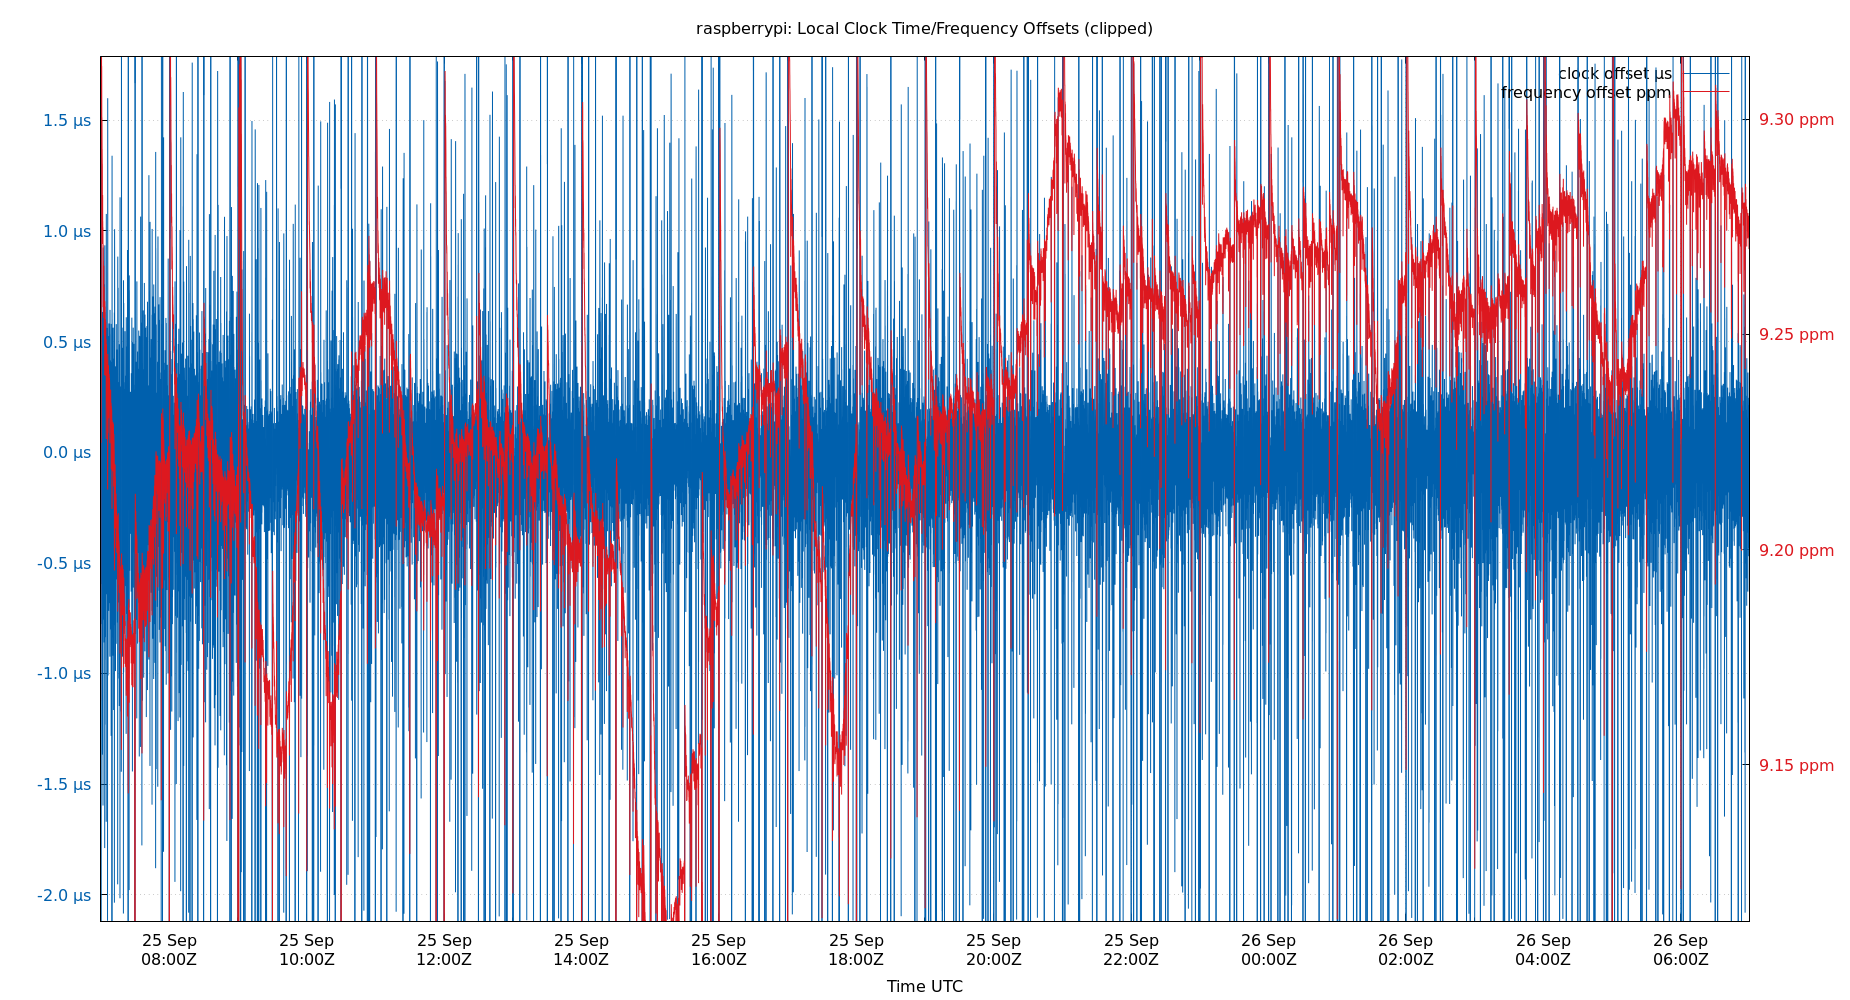 raspberrypi: Local Clock Time/Frequency Offsets (clipped)
clock offset µs
frequency offset ppm
1.5 µs
1.0 µs
0.5 µs
0.0 µs
-0.5 µs
-1.0 µs
-1.5 µs
-2.0 µs
9.30 ppm
9.25 ppm
9.20 ppm
9.15 ppm
25 Sep 25 Sep 25 Sep 25 Sep 25 Sep 25 Sep 25 Sep 25 Sep 26 Sep 26 Sep 26 Sep 26 Sep
08:00Z 10:00Z 12:00Z 14:00Z 16:00Z 18:00Z 20:00Z 22:00Z 00:00Z 02:00Z 04:00Z 06:00Z
Time UTC